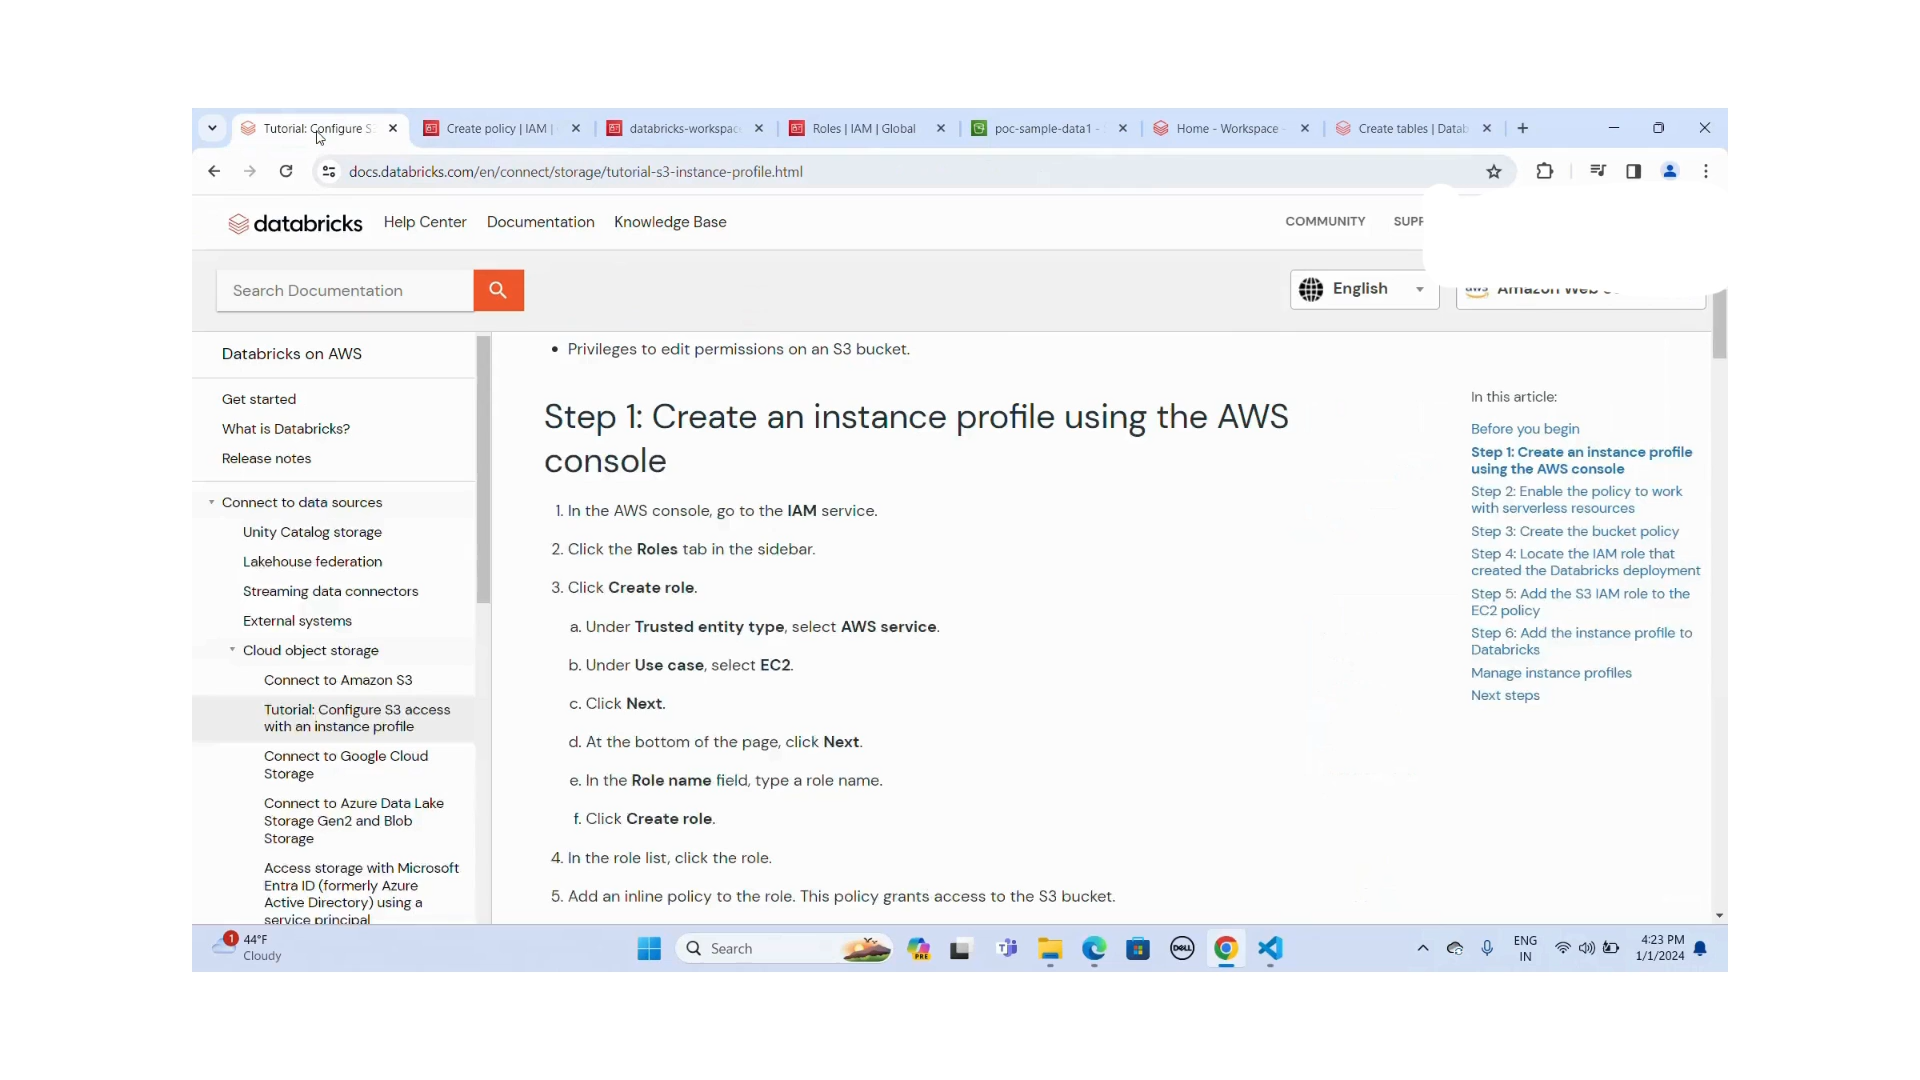 Tutorial: Configure S
Create policy | IAM |
databricks-workspac
Roles | IAM | Global
poc-sample-data1 -
Home - Workspace
Create tables | Datab
docs.databricks.com/en/connect/storage/tutorial-s3-instance-profile.html
databricks
Help Center
Documentation
Knowledge Base
COMMUNITY
SUPP
Search Documentation
English
aws
Amazon Web
Databricks on AWS
Get started
What is Databricks?
Release notes
Connect to data sources
Unity Catalog storage
Lakehouse federation
Streaming data connectors
External systems
Cloud object storage
Connect to Amazon S3
Tutorial: Configure S3 access
with an instance profile
Connect to Google Cloud
Storage
Connect to Azure Data Lake
Storage Gen2 and Blob
Storage
Access storage with Microsoft
Entra ID (formerly Azure
Active Directory) using a
service principal
• Privileges to edit permissions on an S3 bucket.
Step 1: Create an instance profile using the AWS
console
1. In the AWS console, go to the IAM service.
2. Click the Roles tab in the sidebar.
3. Click Create role.
a. Under Trusted entity type, select AWS service.
b. Under Use case, select EC2.
c. Click Next.
d. At the bottom of the page, click Next.
e. In the Role name field, type a role name.
f. Click Create role.
4. In the role list, click the role.
5. Add an inline policy to the role. This policy grants access to the S3 bucket.
In this article:
Before you begin
Step 1: Create an instance profile
using the AWS console
Step 2: Enable the policy to work
with serverless resources
Step 3: Create the bucket policy
Step 4: Locate the IAM role that
created the Databricks deployment
Step 5: Add the S3 IAM role to the
EC2 policy
Step 6: Add the instance profile to
Databricks
Manage instance profiles
Next steps
1
44°F
Cloudy
Search
PRE
DELL
ENG
IN
4:23 PM
1/1/2024